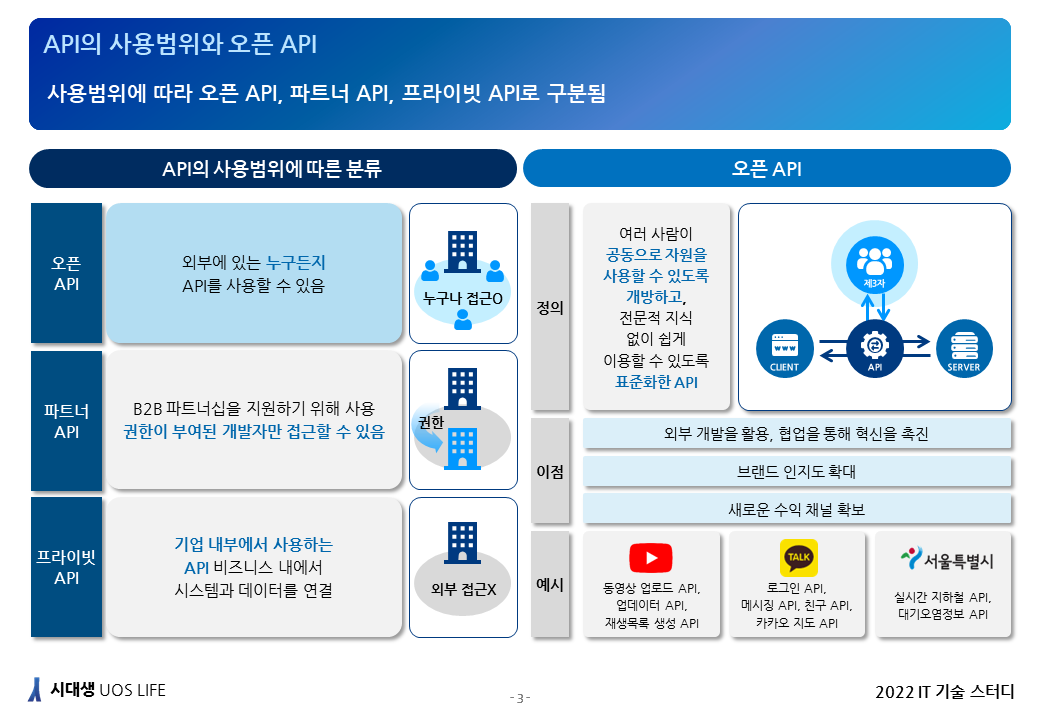 API의 사용범위와 오픈 API
사용범위에 따라 오픈 API, 파트너 API, 프라이빗 API로 구분됨
API의 사용범위에 따른 분류
오픈
API
외부에 있는 누구든지
API를 사용할 수 있음
누구나 접근O
파트너
API
B2B 파트너십을 지원하기 위해 사용
권한이 부여된 개발자만 접근할 수 있음
권한
프라이빗
API
기업 내부에서 사용하는
API 비즈니스 내에서
시스템과 데이터를 연결
외부 접근X
오픈 API
정의
여러 사람이
공동으로 자원을
사용할 수 있도록
개방하고,
전문적 지식
없이 쉽게
이용할 수 있도록
표준화한 API
제3자
WWW
CLIENT
API
SERVER
이점
외부 개발을 활용, 협업을 통해 혁신을 촉진
브랜드 인지도 확대
새로운 수익 채널 확보
예시
동영상 업로드 API,
업데이터 API,
재생목록 생성 API
TALK
로그인 API,
메시징 API, 친구 API,
카카오 지도 API
서울특별시
실시간 지하철 API,
대기오염정보 API
시대생 UOS LIFE
- 3 -
2022 IT 기술 스터디